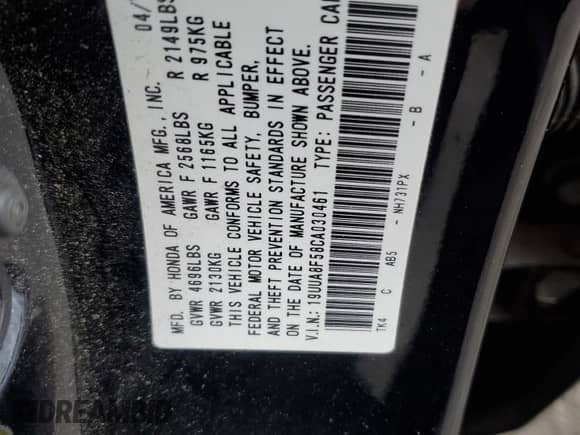 MFD. BY HONDA OF AMERICA MFG., INC. 04/
GVWR 4696LBS GAWR F 2568LBS R 2149LBS
GVWR 2130KG GAWR F 1165KG R 975KG
THIS VEHICLE CONFORMS TO ALL APPLICABLE
FEDERAL MOTOR VEHICLE SAFETY, BUMPER,
AND THEFT PREVENTION STANDARDS IN EFFECT
ON THE DATE OF MANUFACTURE SHOWN ABOVE.
V.I.N.: 19UUA8F58CA030461 TYPE: PASSENGER CAR
TK4 C AB5 - NH731PX - B - A
DREAMBID